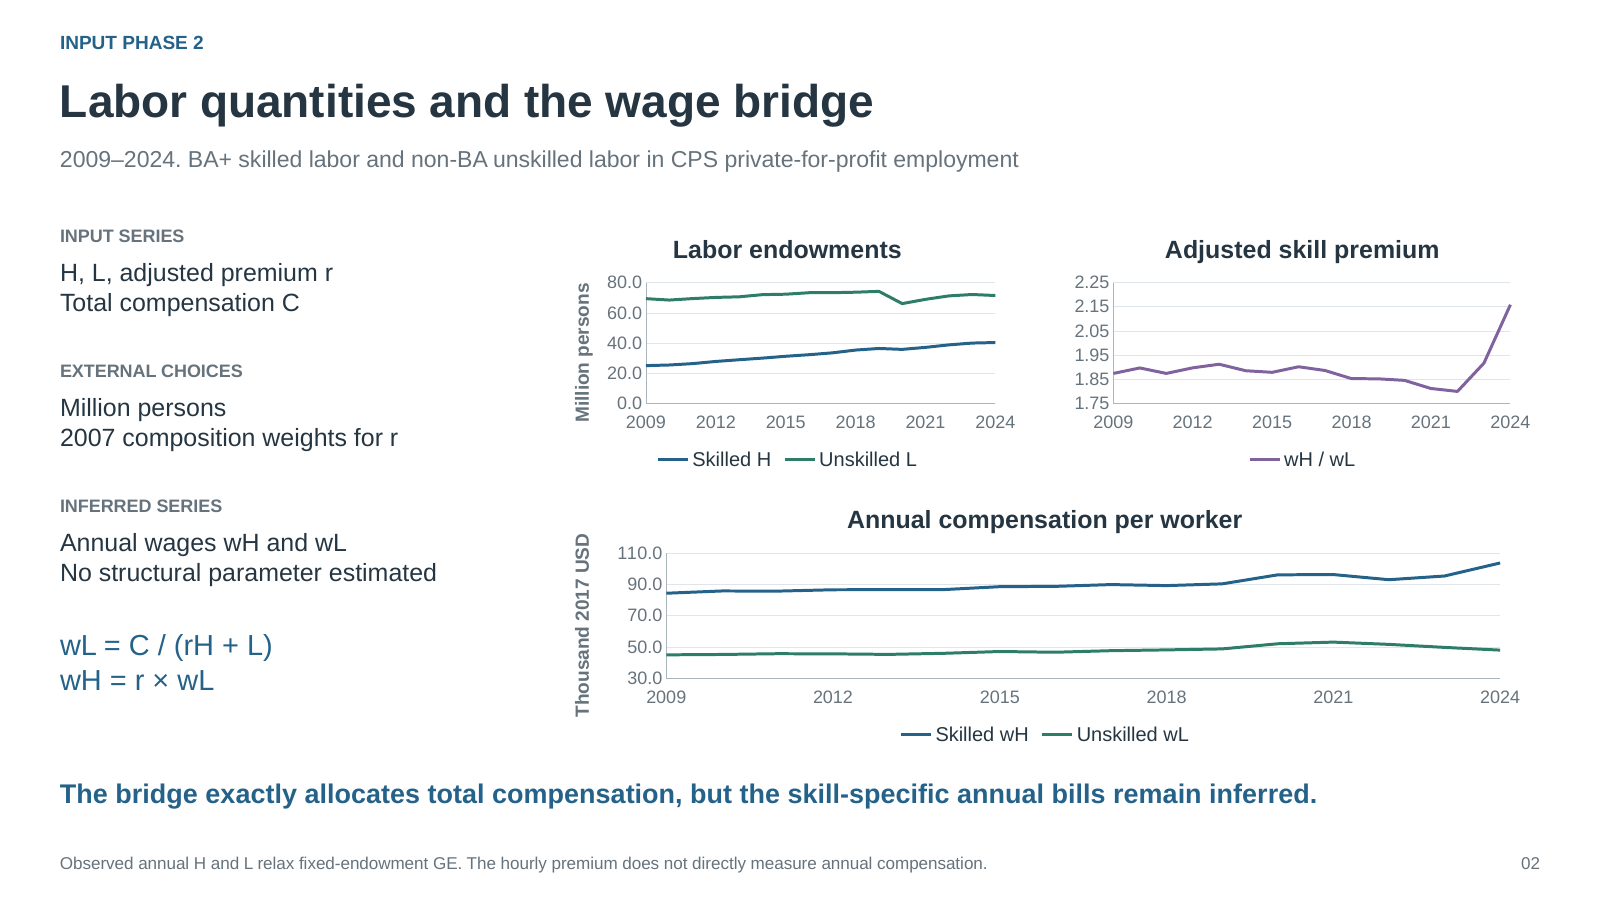 INPUT PHASE 2
Labor quantities and the wage bridge
2009–2024. BA+ skilled labor and non-BA unskilled labor in CPS private-for-profit employment
INPUT SERIES
H, L, adjusted premium r
Total compensation C
EXTERNAL CHOICES
Million persons
2007 composition weights for r
INFERRED SERIES
Annual wages wH and wL
No structural parameter estimated
wL = C / (rH + L)
wH = r × wL
Labor endowments
Million persons
80.0
60.0
40.0
20.0
0.0
2009 2012 2015 2018 2021 2024
Skilled H Unskilled L
Adjusted skill premium
2.25
2.15
2.05
1.95
1.85
1.75
2009 2012 2015 2018 2021 2024
wH / wL
Annual compensation per worker
Thousand 2017 USD
110.0
90.0
70.0
50.0
30.0
2009 2012 2015 2018 2021 2024
Skilled wH Unskilled wL
The bridge exactly allocates total compensation, but the skill-specific annual bills remain inferred.
Observed annual H and L relax fixed-endowment GE. The hourly premium does not directly measure annual compensation.
02